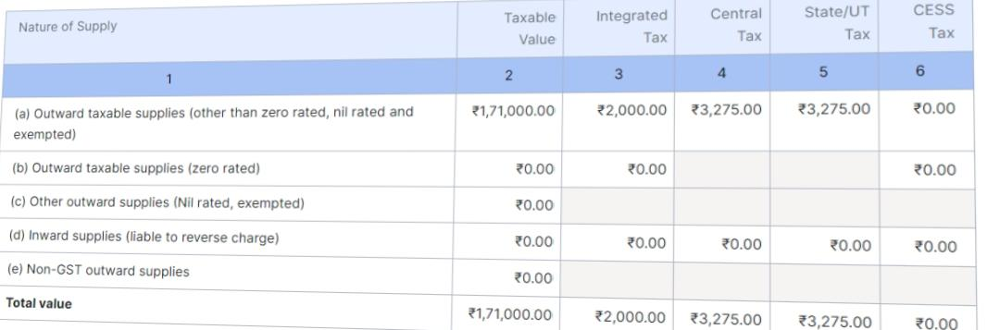 Nature of Supply Taxable Value Integrated Tax Central Tax State/UT Tax CESS Tax
1 2 3 4 5 6
(a) Outward taxable supplies (other than zero rated, nil rated and exempted) ₹1,71,000.00 ₹2,000.00 ₹3,275.00 ₹3,275.00 ₹0.00
(b) Outward taxable supplies (zero rated) ₹0.00 ₹0.00 ₹0.00
(c) Other outward supplies (Nil rated, exempted) ₹0.00
(d) Inward supplies (liable to reverse charge) ₹0.00 ₹0.00 ₹0.00 ₹0.00 ₹0.00
(e) Non-GST outward supplies ₹0.00
Total value ₹1,71,000.00 ₹2,000.00 ₹3,275.00 ₹3,275.00 ₹0.00